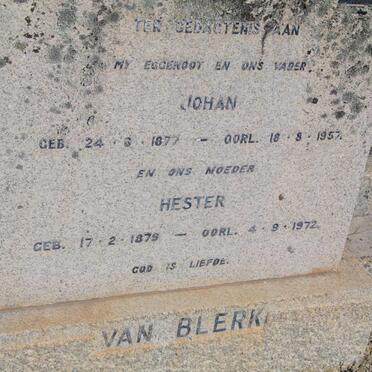 TER GEDAGTENIS AAN
MY EGGENOOT EN ONS VADER
JOHAN
GEB. 24 · 8 · 1877 — OORL. 18 · 8 · 1957.
EN ONS MOEDER
HESTER
GEB. 17 · 2 · 1879 — OORL. 4 · 9 · 1972.
GOD IS LIEFDE.
VAN BLERK